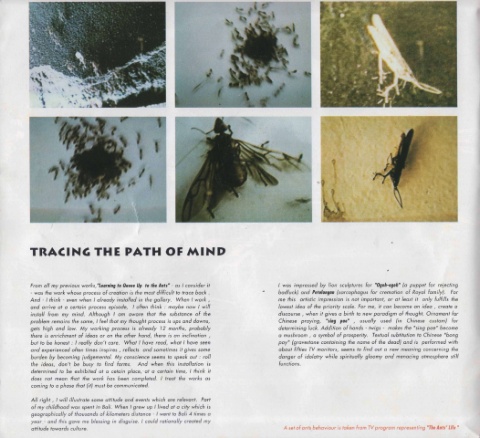 TRACING THE PATH OF MIND
From all my previous works, "Learning to Queue Up to the Ants" - as I consider it
- was the work whose process of creation is the most difficult to trace back .
And - I think - even when I already installed in the gallery. When I work ,
and arrive at a certain process episode, I often think - maybe now I will
install from my mind. Although I am aware that the substance of the
problem remains the same, I feel that my thought process is ups and downs,
gets high and low. My working process is already 12 months, probably
there is enrichment of ideas or on the other hand, there is an inclination ,
but to be honest : I really don't care. What I have read, what I have seen
and experienced after times inspires , reflects and sometimes it gives some
burden by becoming judgemental. My conscience seems to speak out : roll
the ideas, don't be busy to find forms. And when this installation is
determined to be exhibited at a certain place, at a certain time, I think it
does not mean that the work has been completed. I treat the works as
coming to a phase that (it) must be communicated.
All right , I will illustrate some attitude and events which are relevant. Part
of my childhood was spent in Bali. When I grew up I lived at a city which is
geographically of thousands of kilometers distance - I went to Bali 4 times a
year - and this gave me blessing in disguise. I could rationally created my
attitude towards culture.
I was impressed by lion sculptures for "Ogoh-ogoh" (a puppet for rejecting
badluck) and Petulangan (sarcophagus for cremation of Royal family). For
me this artistic impression is not important, or at least it only fulfills the
lowest idea of the priority scale. For me, it can become an idea , create a
discourse , when it gives a birth to new paradigm of thought. Ornament for
Chinese praying, "sing pao" , usually used (in Chinese custom) for
determining luck. Addition of hands - twigs - makes the "sing pao" become
a mushroom , a symbol of prosperity. Textual substitution to Chinese "bong
pay" (gravestone containing the name of the dead) and is performed with
about fifties TV monitors, seems to find out a new meaning concerning the
danger of idolatry while spiritually gloomy and menacing atmosphere still
functions.
A set of ants behaviour is taken from TV program representing "The Ants' Life "